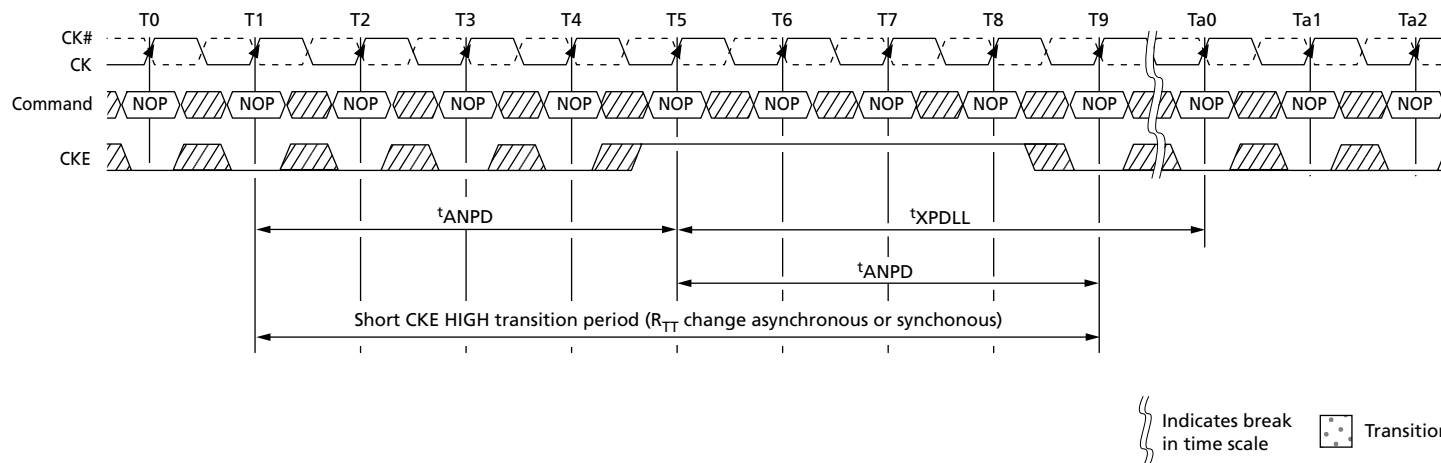 T0 T1 T2 T3 T4 T5 T6 T7 T8 T9 Ta0 Ta1 Ta2
CK#
CK
Command NOP NOP NOP NOP NOP NOP NOP NOP NOP NOP NOP NOP NOP
CKE
tANPD tXPDLL
tANPD
Short CKE HIGH transition period (RTT change asynchronous or synchonous)
Indicates break
in time scale
Transition